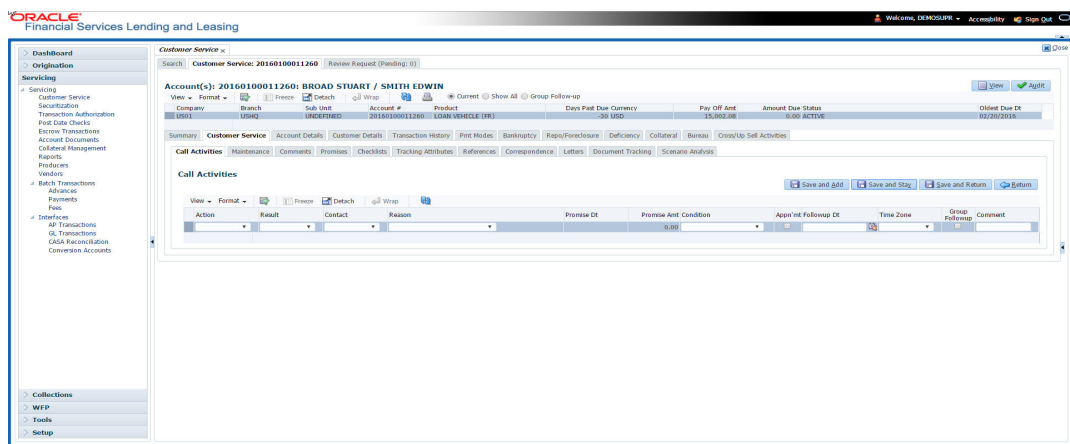 ORACLE
Financial Services Lending and Leasing
Welcome, DEMOSUPR Accessibility Sign Out
Close
DashBoard
Origination
Servicing
Servicing
Customer Service
Securitization
Transaction Authorization
Post Date Checks
Escrow Transactions
Account Documents
Collateral Management
Reports
Producers
Vendors
Batch Transactions
Advances
Payments
Fees
Interfaces
AP Transactions
GL Transactions
CASA Reconciliation
Conversion Accounts
Collections
WFP
Tools
Setup
Customer Service x
Search Customer Service: 20160100011260 Review Request (Pending: 0)
Account(s): 20160100011260: BROAD STUART / SMITH EDWIN
View Audit
View Format Freeze Detach Wrap Current Show All Group Follow-up
Company Branch Sub Unit Account # Product Days Past Due Currency Pay Off Amt Amount Due Status Oldest Due Dt
US01 USHQ UNDEFINED 20160100011260 LOAN VEHICLE (FR) -30 USD 15,002.08 0.00 ACTIVE 02/20/2016
Summary Customer Service Account Details Customer Details Transaction History Pmt Modes Bankruptcy Repo/Foreclosure Deficiency Collateral Bureau Cross/Up Sell Activities
Call Activities Maintenance Comments Promises Checklists Tracking Attributes References Correspondence Letters Document Tracking Scenario Analysis
Call Activities
Save and Add Save and Stay Save and Return Return
View Format Freeze Detach Wrap
Action Result Contact Reason Promise Dt Promise Amt Condition Appn'mt Followup Dt Time Zone Group Followup Comment
0.00